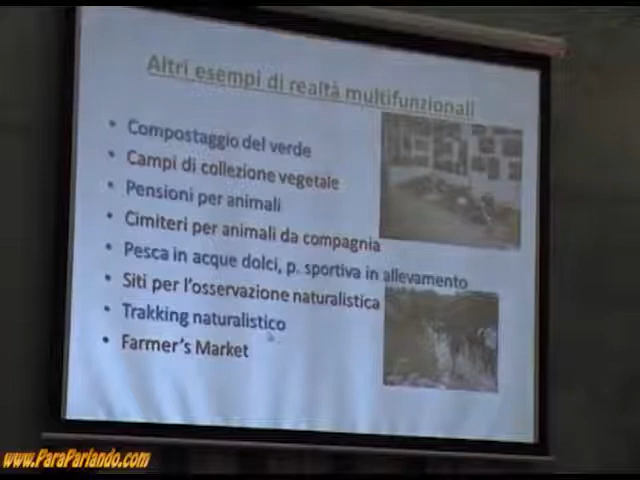 Altri esempi di realtà multifunzionali
• Compostaggio del verde
• Campi di collezione vegetale
• Pensioni per animali
• Cimiteri per animali da compagnia
• Pesca in acque dolci, p. sportiva in allevamento
• Siti per l'osservazione naturalistica
• Trakking naturalistico
• Farmer's Market
www.ParaParlando.com